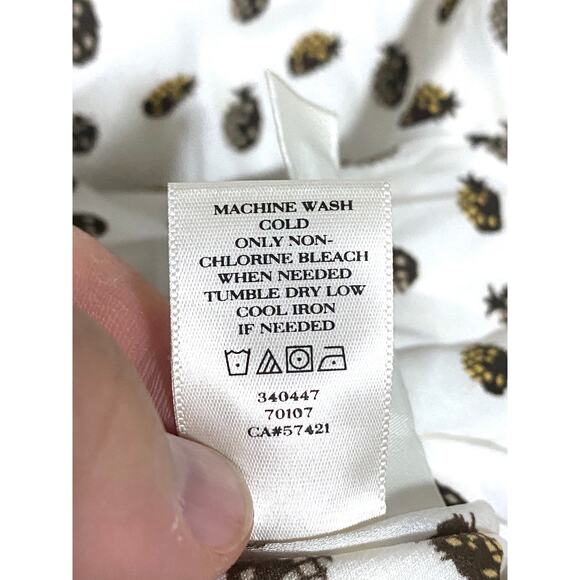 MACHINE WASH
COLD
ONLY NON-
CHLORINE BLEACH
WHEN NEEDED
TUMBLE DRY LOW
COOL IRON
IF NEEDED
340447
70107
CA#57421